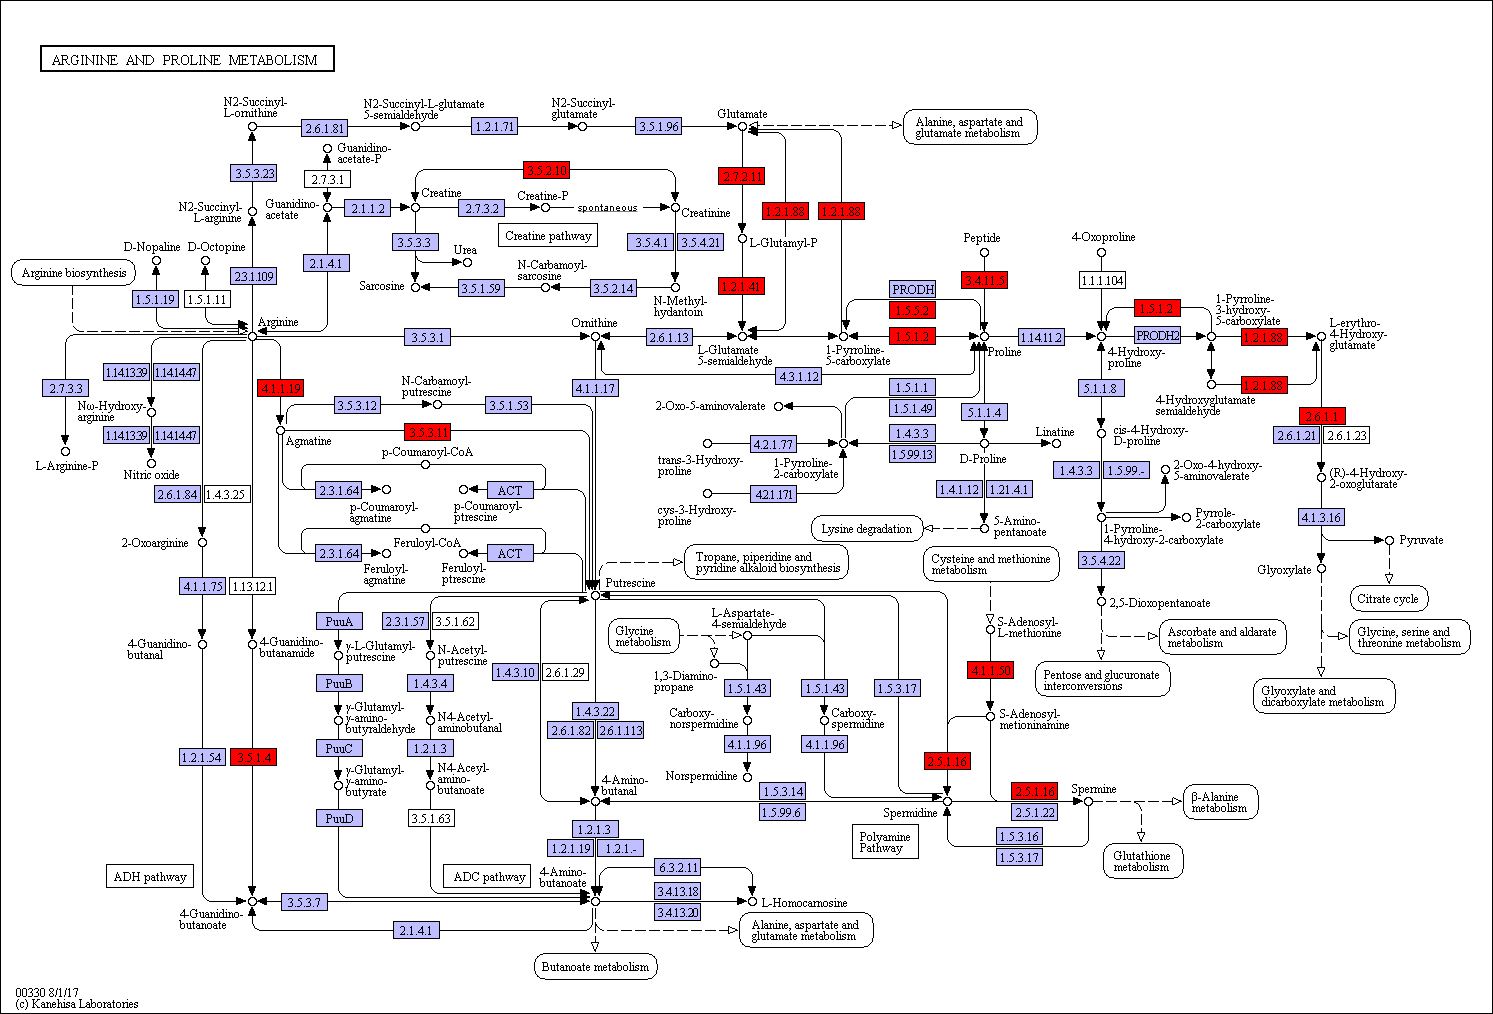 ARGININE AND PROLINE METABOLISM
N2-Succinyl-
L-ornithine
2.6.1.81
N2-Succinyl-L-glutamate
5-semialdehyde
1.2.1.71
N2-Succinyl-
glutamate
3.5.1.96
Glutamate
Alanine, aspartate and
glutamate metabolism
Guanidino-
acetate-P
3.5.3.23
2.7.3.1
3.5.2.10
2.7.2.11
N2-Succinyl-
L-arginine
Guanidino-
acetate
2.1.1.2
Creatine
2.7.3.2
Creatine-P
spontaneous
Creatinine
1.2.1.88
1.2.1.88
D-Nopaline
D-Octopine
3.5.3.3
Urea
Creatine pathway
3.5.4.1
3.5.4.21
L-Glutamyl-P
Peptide
4-Oxoproline
Arginine biosynthesis
2.3.1.109
2.1.4.1
Sarcosine
3.5.1.59
N-Carbamoyl-
sarcosine
3.5.2.14
N-Methyl-
hydantoin
1.2.1.41
PRODH
3.4.11.5
1.1.1.104
1.5.1.19
1.5.1.11
1.5.5.2
1.5.1.2
1-Pyrroline-
3-hydroxy-
5-carboxylate
Arginine
3.5.3.1
Ornithine
2.6.1.13
L-Glutamate
5-semialdehyde
1-Pyrroline-
5-carboxylate
1.5.1.2
Proline
1.14.11.2
4-Hydroxy-
proline
PRODH2
1.2.1.88
L-erythro-
4-Hydroxy-
glutamate
2.7.3.3
1.14.13.39
1.14.14.47
4.1.1.19
N-Carbamoyl-
putrescine
4.1.1.17
4.3.1.12
1.5.1.1
5.1.1.8
1.2.1.88
4-Hydroxyglutamate
semialdehyde
Nω-Hydroxy-
arginine
3.5.3.12
3.5.1.53
2-Oxo-5-aminovalerate
1.5.1.49
5.1.1.4
2.6.1.1
1.14.13.39
1.14.14.47
Agmatine
3.5.3.11
1.4.3.3
Linatine
cis-4-Hydroxy-
D-proline
2.6.1.21
2.6.1.23
L-Arginine-P
Nitric oxide
p-Coumaroyl-CoA
4.2.1.77
1.5.99.13
D-Proline
trans-3-Hydroxy-
proline
1-Pyrroline-
2-carboxylate
1.4.3.3
1.5.99.-
2-Oxo-4-hydroxy-
5-aminovalerate
(R)-4-Hydroxy-
2-oxoglutarate
2.6.1.84
1.4.3.25
2.3.1.64
ACT
4.2.1.171
1.4.1.12
1.21.4.1
p-Coumaroyl-
agmatine
p-Coumaroyl-
ptrescine
cys-3-Hydroxy-
proline
Lysine degradation
5-Amino-
pentanoate
Pyrrole-
2-carboxylate
4.1.3.16
1-Pyrroline-
4-hydroxy-2-carboxylate
2-Oxoarginine
Feruloyl-CoA
2.3.1.64
ACT
Tropane, piperidine and
pyridine alkaloid biosynthesis
Cysteine and methionine
metabolism
3.5.4.22
Pyruvate
Glyoxylate
Feruloyl-
agmatine
Feruloyl-
ptrescine
4.1.1.75
1.13.12.1
Putrescine
2,5-Dioxopentanoate
Citrate cycle
PuuA
2.3.1.57
3.5.1.62
Glycine
metabolism
L-Aspartate-
4-semialdehyde
S-Adenosyl-
L-methionine
Ascorbate and aldarate
metabolism
Glycine, serine and
threonine metabolism
4-Guanidino-
butanal
4-Guanidino-
butanamide
γ-L-Glutamyl-
putrescine
N-Acetyl-
putrescine
1.4.3.10
2.6.1.29
1,3-Diamino-
propane
4.1.1.50
Pentose and glucuronate
interconversions
PuuB
1.4.3.4
1.5.1.43
1.5.1.43
1.5.3.17
Glyoxylate and
dicarboxylate metabolism
γ-Glutamyl-
γ-amino-
butyraldehyde
N4-Acetyl-
aminobutanal
1.4.3.22
2.6.1.82
2.6.1.113
Carboxy-
norspermidine
Carboxy-
spermidine
S-Adenosyl-
metioninamine
1.2.1.54
3.5.1.4
PuuC
1.2.1.3
4.1.1.96
4.1.1.96
2.5.1.16
γ-Glutamyl-
γ-amino-
butyrate
N4-Aceyl-
amino-
butanoate
4-Amino-
butanal
Norspermidine
1.5.3.14
1.5.99.6
Spermidine
2.5.1.16
2.5.1.22
Spermine
β-Alanine
metabolism
PuuD
3.5.1.63
1.2.1.3
1.2.1.19
1.2.1.-
Polyamine
Pathway
1.5.3.16
1.5.3.17
Glutathione
metabolism
ADH pathway
ADC pathway
4-Amino-
butanoate
6.3.2.11
3.4.13.18
3.4.13.20
L-Homocarnosine
4-Guanidino-
butanoate
3.5.3.7
2.1.4.1
Alanine, aspartate and
glutamate metabolism
Butanoate metabolism
00330 8/1/17
(c) Kanehisa Laboratories